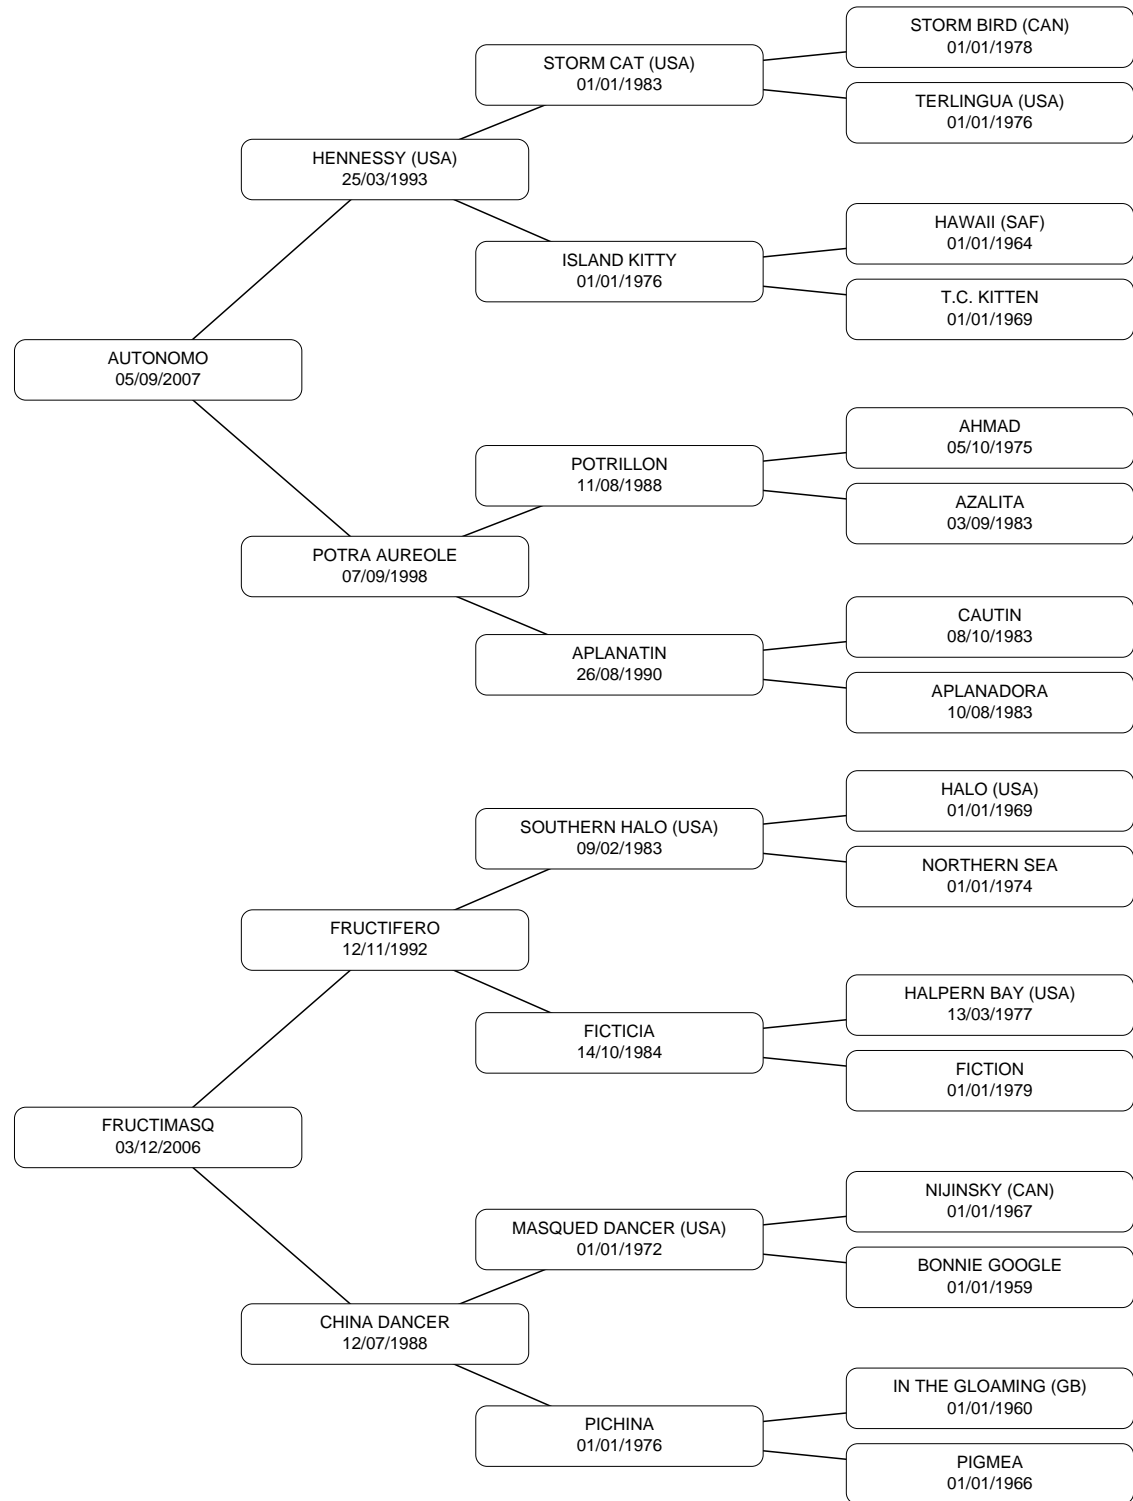 STORM BIRD (CAN)
01/01/1978
STORM CAT (USA)
01/01/1983
TERLINGUA (USA)
01/01/1976
HENNESSY (USA)
25/03/1993
HAWAII (SAF)
01/01/1964
ISLAND KITTY
01/01/1976
T.C. KITTEN
01/01/1969
AUTONOMO
05/09/2007
AHMAD
05/10/1975
POTRILLON
11/08/1988
AZALITA
03/09/1983
POTRA AUREOLE
07/09/1998
CAUTIN
08/10/1983
APLANATIN
26/08/1990
APLANADORA
10/08/1983
HALO (USA)
01/01/1969
SOUTHERN HALO (USA)
09/02/1983
NORTHERN SEA
01/01/1974
FRUCTIFERO
12/11/1992
HALPERN BAY (USA)
13/03/1977
FICTICIA
14/10/1984
FICTION
01/01/1979
FRUCTIMASQ
03/12/2006
NIJINSKY (CAN)
01/01/1967
MASQUED DANCER (USA)
01/01/1972
BONNIE GOOGLE
01/01/1959
CHINA DANCER
12/07/1988
IN THE GLOAMING (GB)
01/01/1960
PICHINA
01/01/1976
PIGMEA
01/01/1966